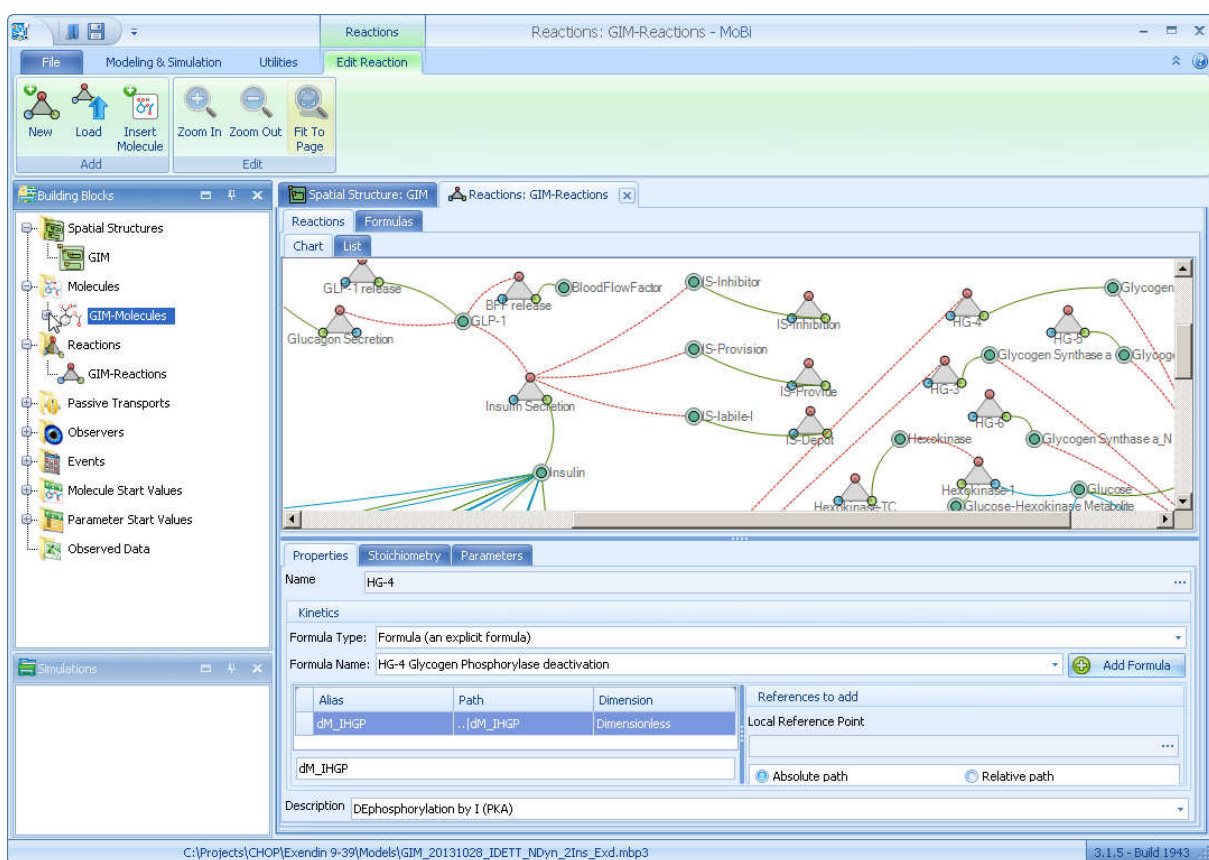 Reactions
Reactions: GIM-Reactions - MoBi
File
Modeling & Simulation
Utilities
Edit Reaction
New
Load
Insert
Molecule
Zoom In
Zoom Out
Fit To
Page
Add
Edit
Building Blocks
Spatial Structures
GIM
Molecules
GIM-Molecules
Reactions
GIM-Reactions
Passive Transports
Observers
Events
Molecule Start Values
Parameter Start Values
Observed Data
Simulations
Spatial Structure: GIM
Reactions: GIM-Reactions
Reactions
Formulas
Chart
List
GLP-1 release
BFF release
BloodFlowFactor
IS-Inhibitor
Glycogen
Glucagon Secretion
GLP-1
IS-Inhibition
HG-4
HG-5
IS-Provision
Glycogen Synthase a
Glycoge
Insulin Secretion
IS-Provide
HG-3
IS-labile-I
IS-Depot
HG-6
Hexokinase
Glycogen Synthase a_N
Insulin
Hexokinase-TC
Hexokinase-1
Glucose
Glucose-Hexokinase Metabolite
Properties
Stoichiometry
Parameters
Name
HG-4
Kinetics
Formula Type:
Formula (an explicit formula)
Formula Name:
HG-4 Glycogen Phosphorylase deactivation
Add Formula
Alias
Path
Dimension
dM_IHGP
..|dM_IHGP
Dimensionless
dM_IHGP
References to add
Local Reference Point
Absolute path
Relative path
Description
DEphosphorylation by I (PKA)
C:\Projects\CHOP\Exendin 9-39\Models\GIM_20131028_IDETT_NDyn_2Ins_Exd.mbp3
3.1.5 - Build 1943